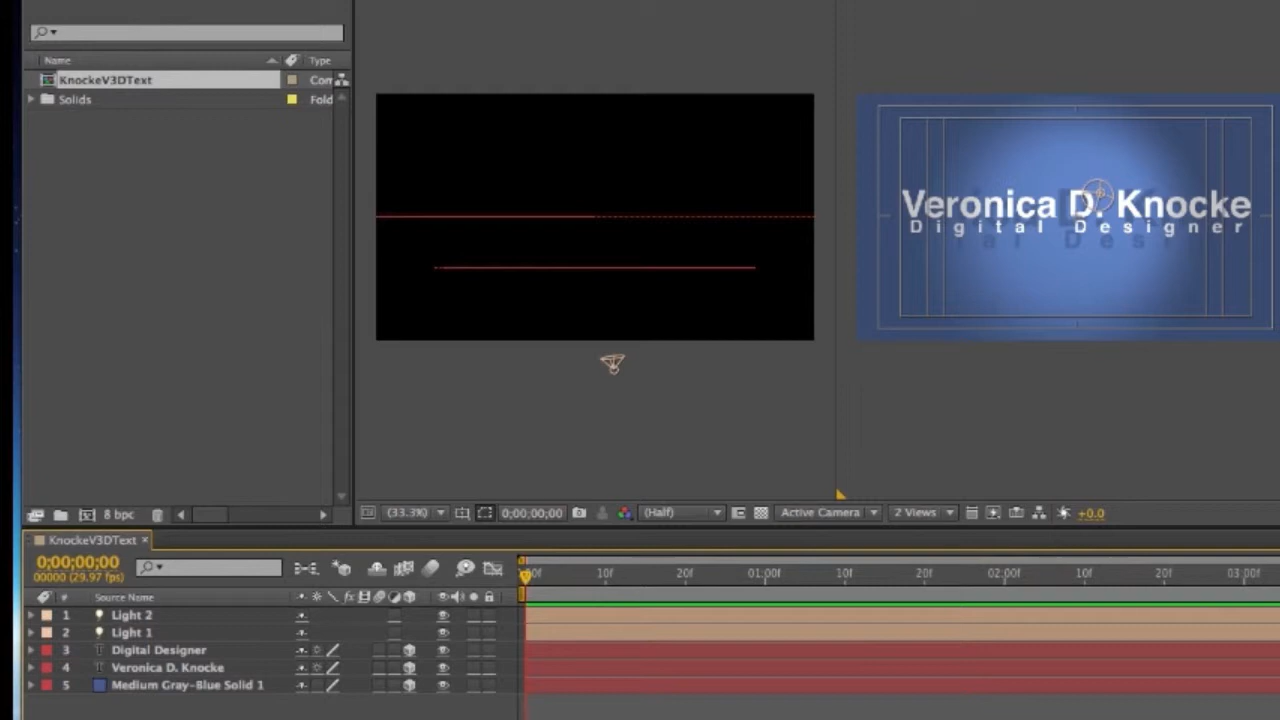 Name Type
KnockeV3DText Com
Solids Fold
Veronica D. Knocke
Digital Designer
8 bpc
(33.3%) 0;00;00;00 (Half) Active Camera 2 Views +0.0
KnockeV3DText ×
0;00;00;00
00000 (29.97 fps)
# Source Name fx
10f 20f 01:00f 10f 20f 02:00f 10f 20f 03:00f
1 Light 2
2 Light 1
3 T Digital Designer
4 T Veronica D. Knocke
5 Medium Gray-Blue Solid 1